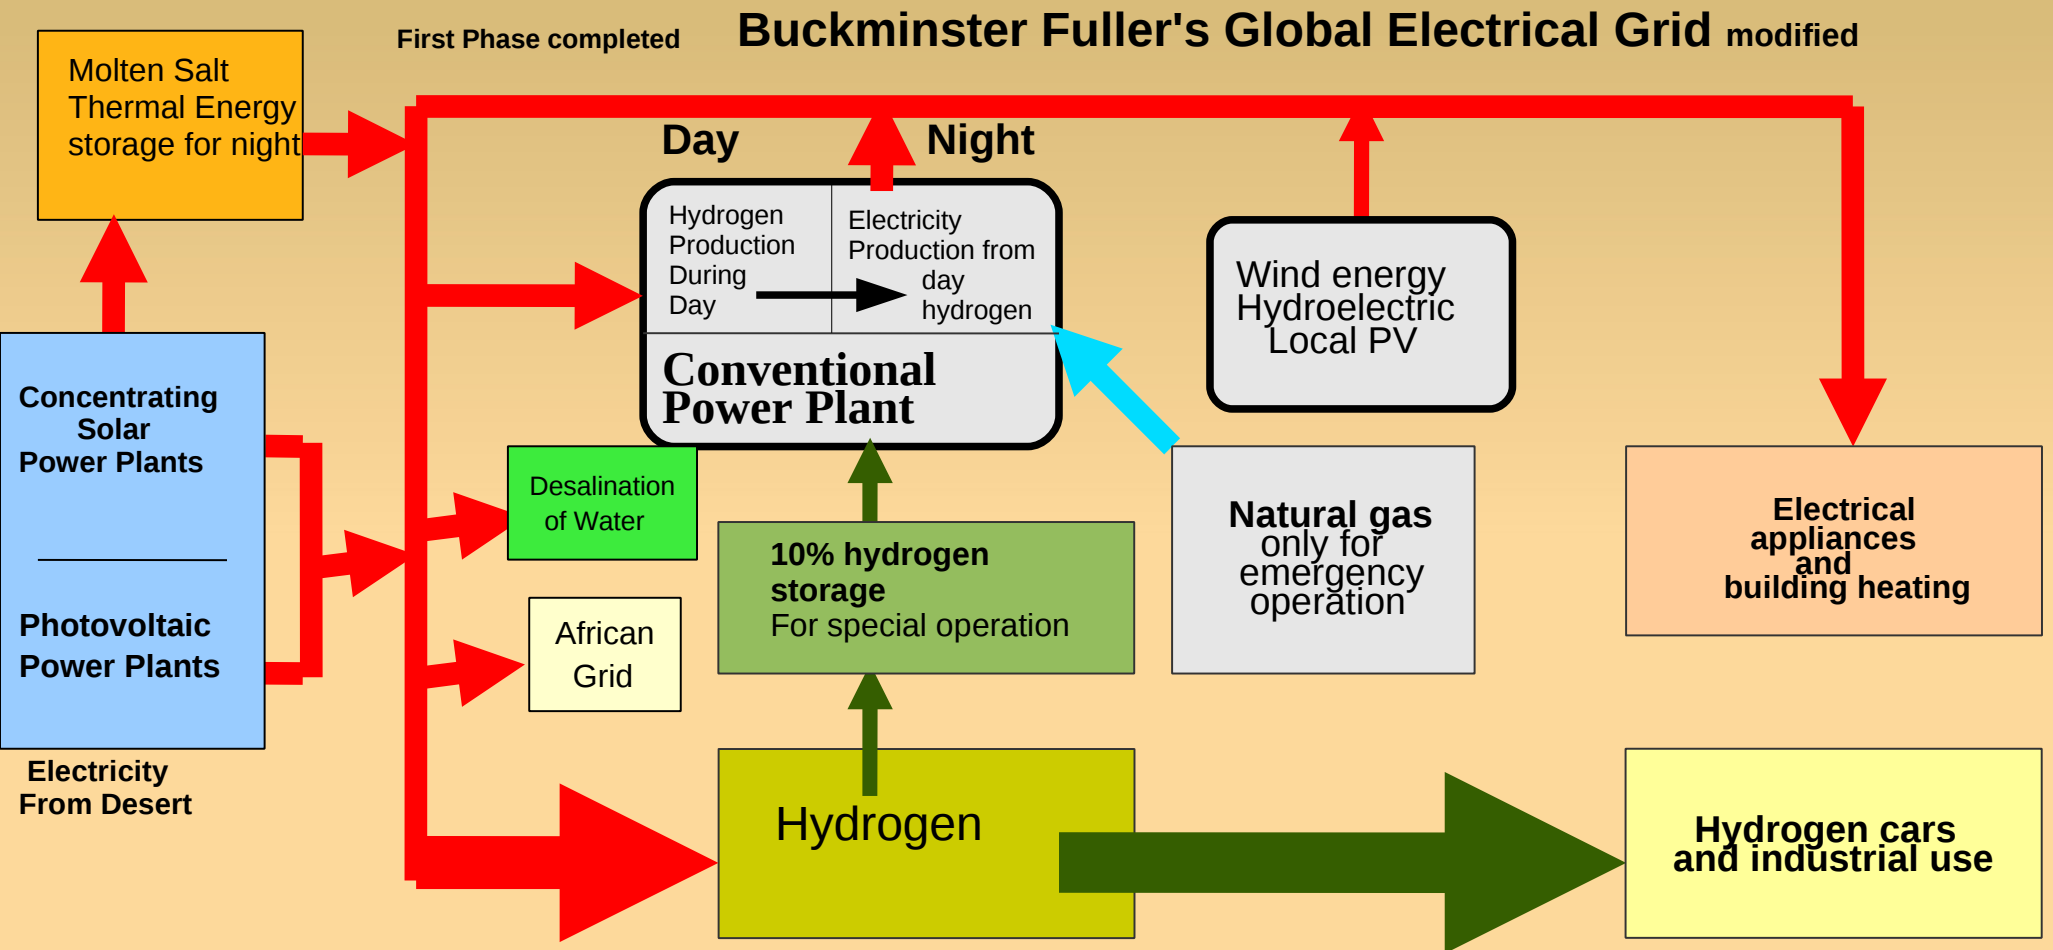 First Phase completed
Buckminster Fuller's Global Electrical Grid modified
Molten Salt
Thermal Energy
storage for night
Day
Night
Hydrogen
Production
During
Day
Electricity
Production from
day
hydrogen
Conventional
Power Plant
Wind energy
Hydroelectric
Local PV
Concentrating
Solar
Power Plants
Photovoltaic
Power Plants
Electricity
From Desert
Desalination
of Water
African
Grid
10% hydrogen
storage
For special operation
Natural gas
only for
emergency
operation
Electrical
appliances
and
building heating
Hydrogen
Hydrogen cars
and industrial use